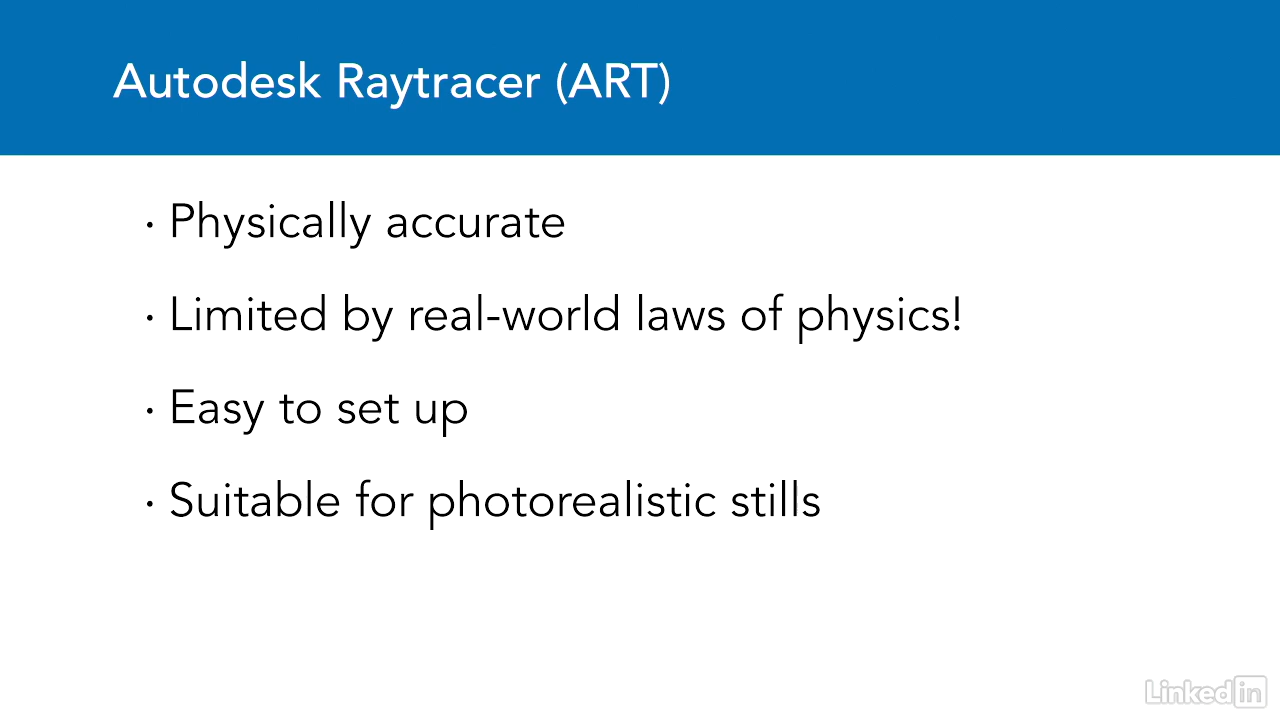 Autodesk Raytracer (ART)
· Physically accurate
· Limited by real-world laws of physics!
· Easy to set up
· Suitable for photorealistic stills
Linked in